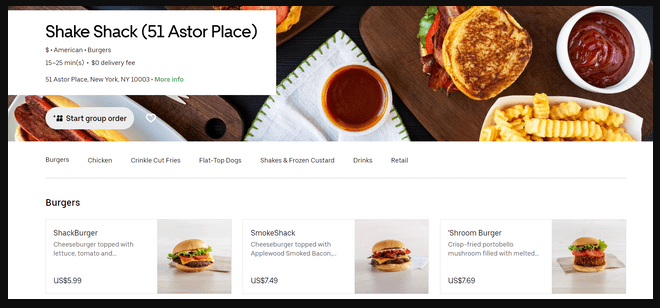 Shake Shack (51 Astor Place)
$ • American • Burgers
15–25 min(s) • $0 delivery fee
51 Astor Place, New York, NY 10003 • More info
Start group order
Burgers Chicken Crinkle Cut Fries Flat-Top Dogs Shakes & Frozen Custard Drinks Retail
Burgers
ShackBurger
Cheeseburger topped with
lettuce, tomato and...
US$5.99
SmokeShack
Cheeseburger topped with
Applewood Smoked Bacon,...
US$7.49
'Shroom Burger
Crisp-fried portobello
mushroom filled with melted...
US$7.69